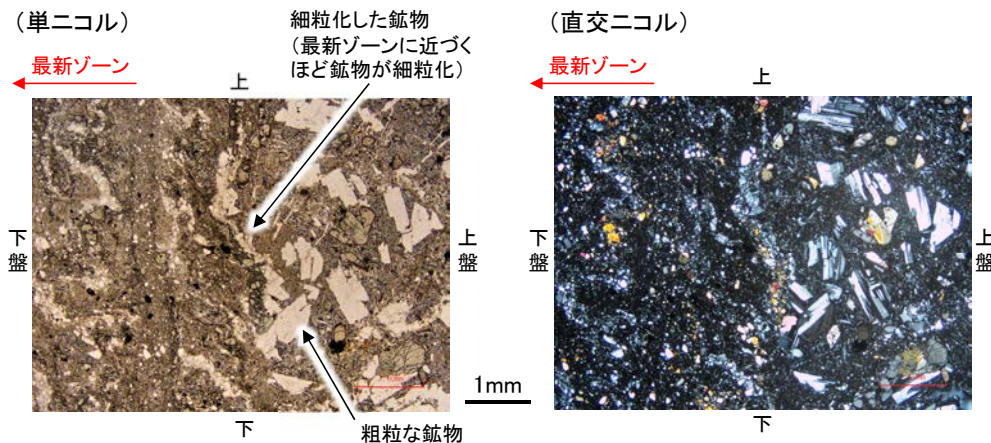 （単ニコル）
最新ゾーン
上
細粒化した鉱物
（最新ゾーンに近づく
ほど鉱物が細粒化）
下盤
上盤
下
粗粒な鉱物
1mm
（直交ニコル）
最新ゾーン
上
下盤
上盤
下